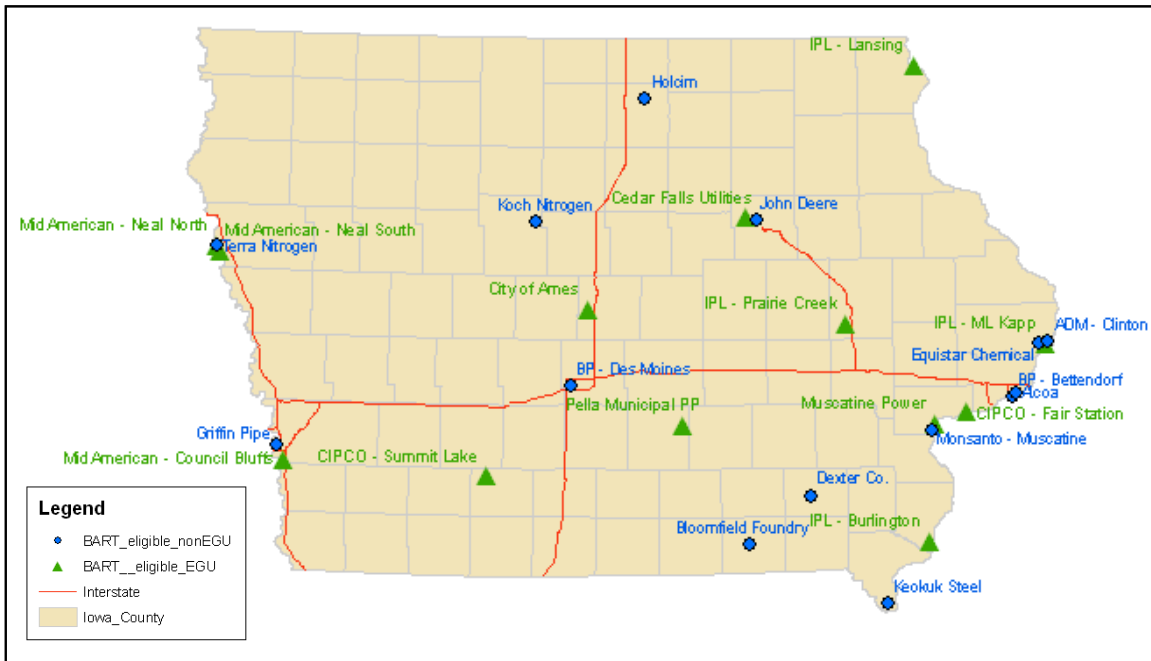 IPL - Lansing
Holcim
Cedar Falls Utilities
Koch Nitrogen
John Deere
Mid American - Neal North
Mid American - Neal South
Terra Nitrogen
City of Ames
IPL - Prairie Creek
IPL - ML Kapp
ADM - Clinton
Equistar Chemical
BP - Des Moines
BP - Bettendorf
Alcoa
Pella Municipal PP
Muscatine Power
CIPCO - Fair Station
Griffin Pipe
Monsanto - Muscatine
Mid American - Council Bluffs
CIPCO - Summit Lake
Dexter Co.
Bloomfield Foundry
IPL - Burlington
Keokuk Steel
Legend
BART_eligible_nonEGU
BART__eligible_EGU
Interstate
Iowa_County